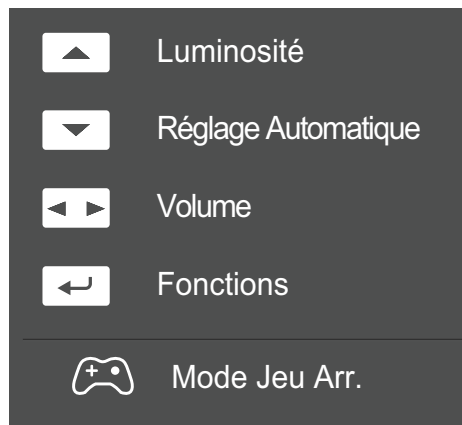 Luminosité
Réglage Automatique
Volume
Fonctions
Mode Jeu Arr.